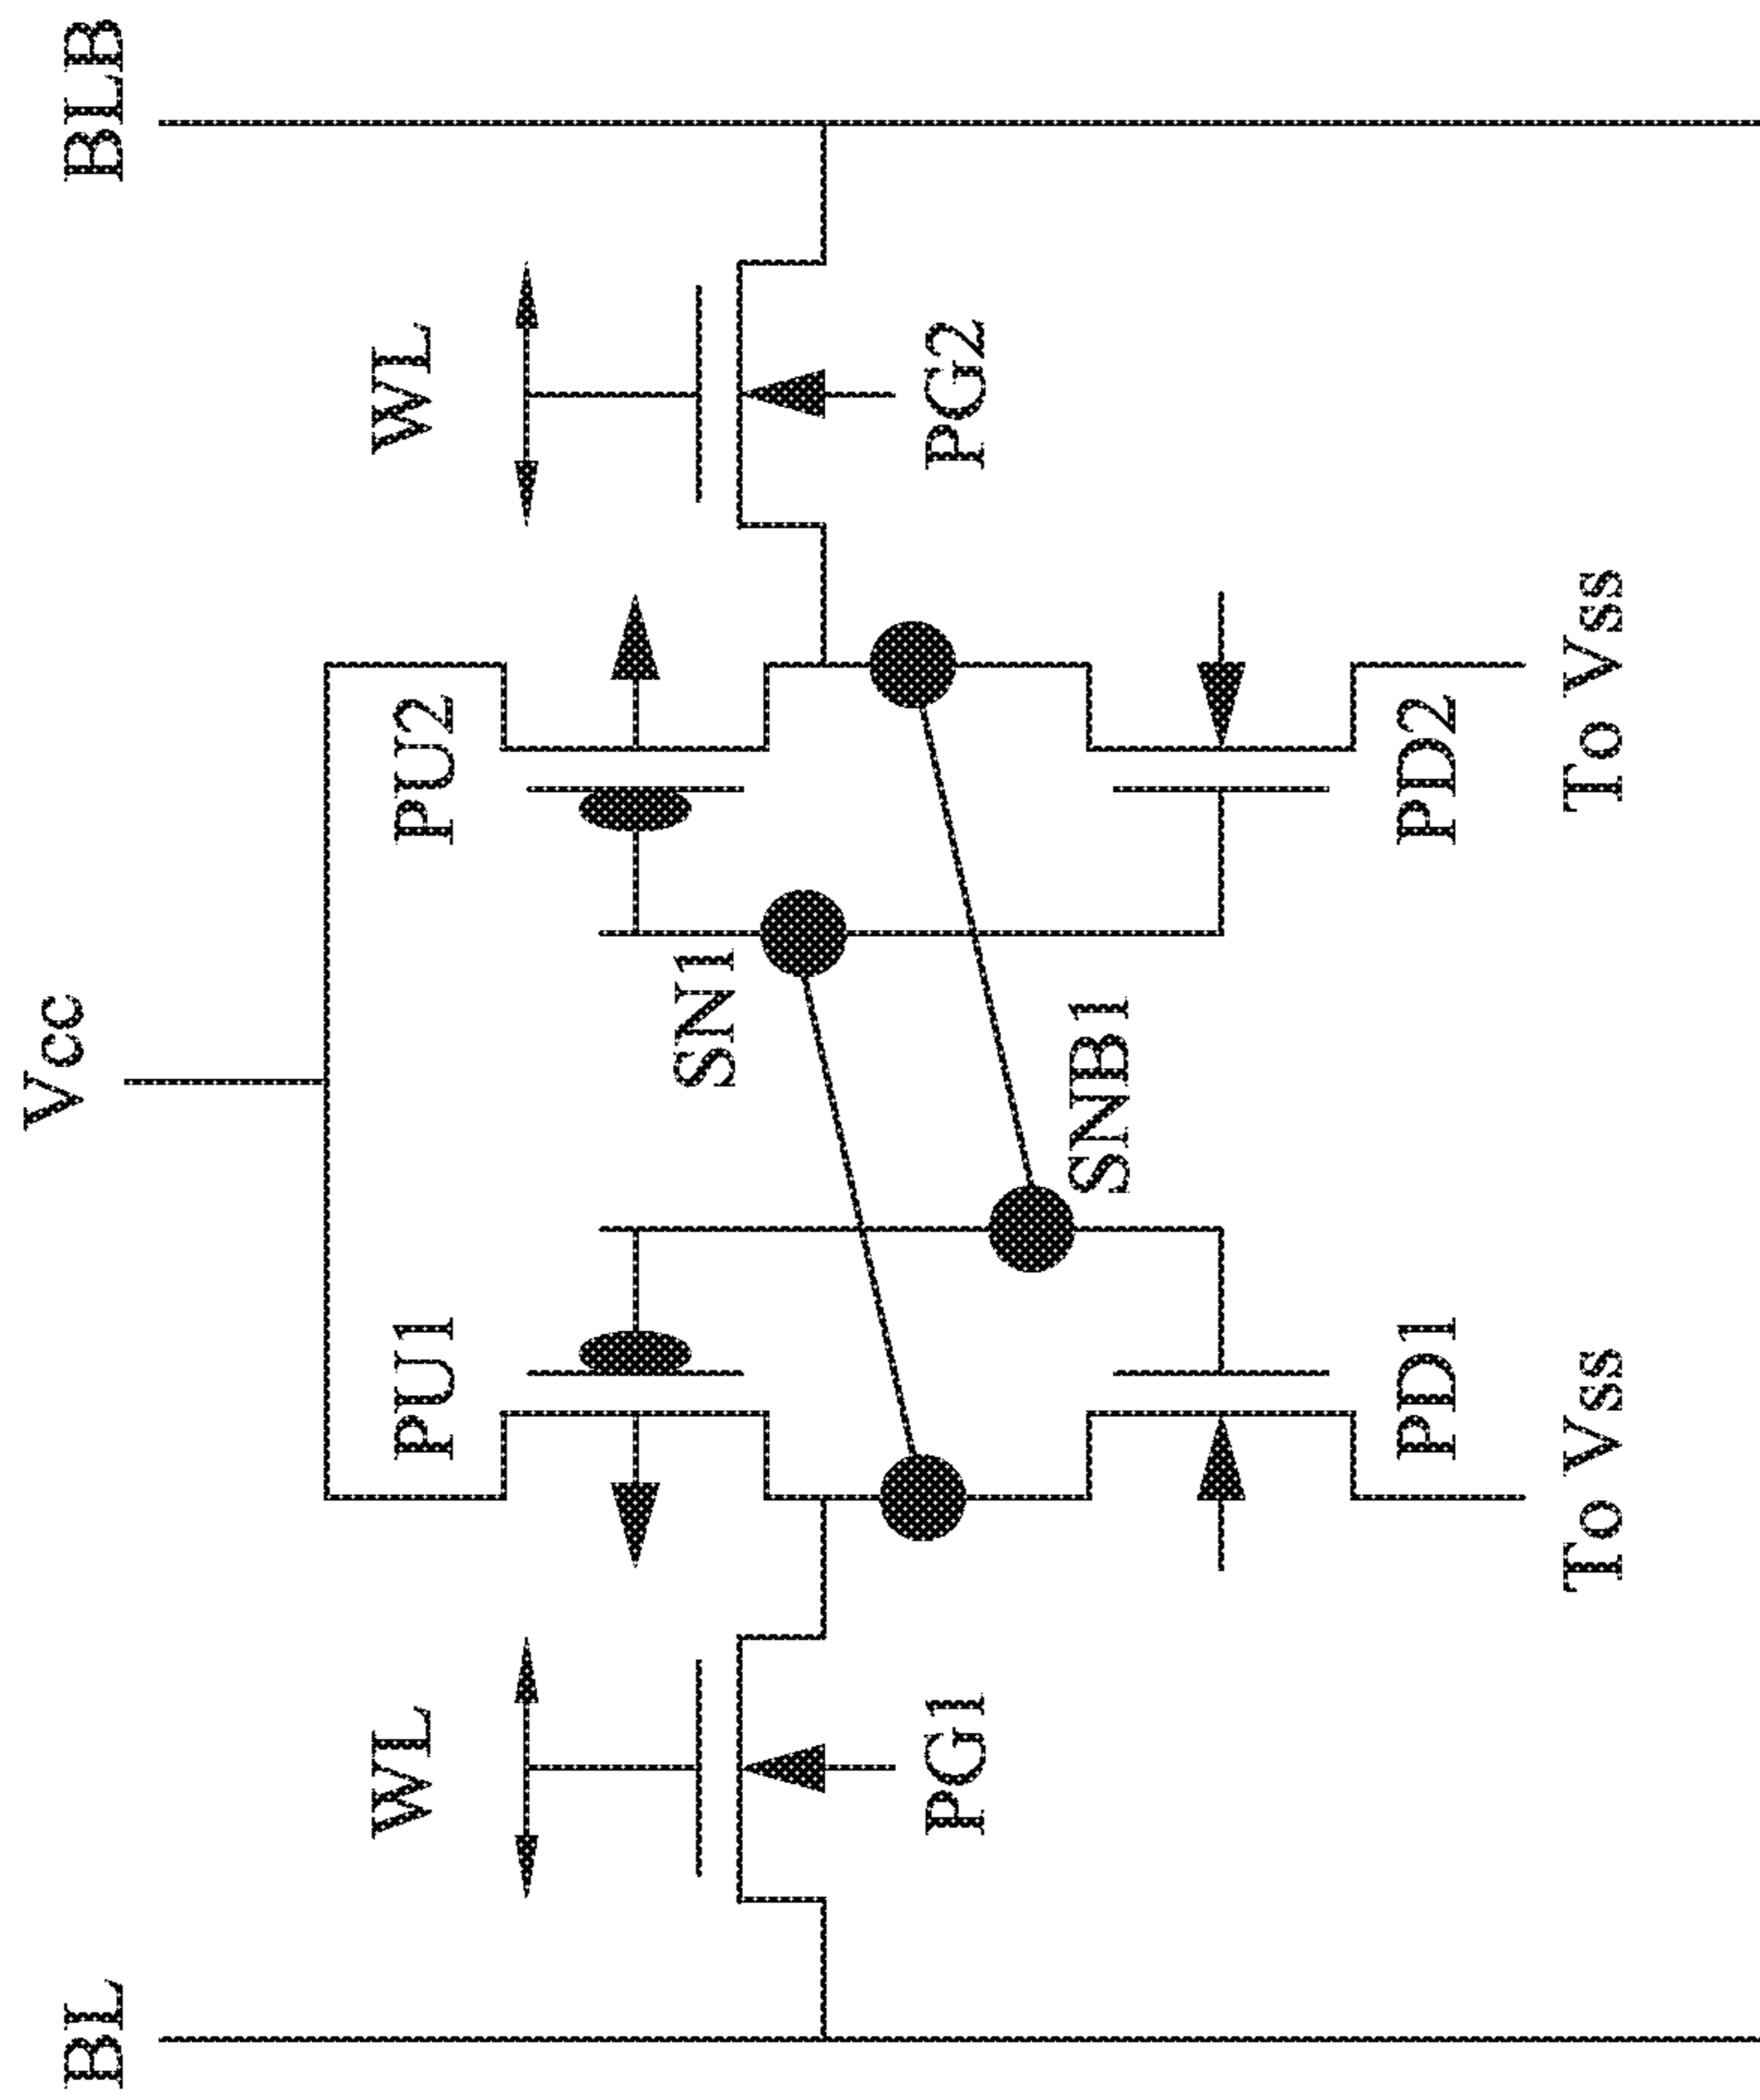 Vcc
BL
BLB
WL
PU1
PU2
WL
SN1
PG1
SNB1
PG2
PD1
PD2
To Vss
To Vss